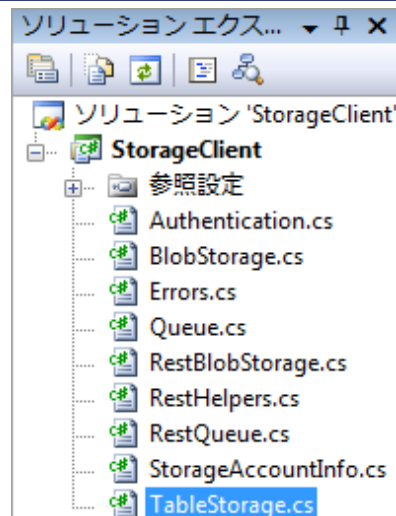 ソリューション エクス...
ソリューション 'StorageClient'
StorageClient
参照設定
Authentication.cs
BlobStorage.cs
Errors.cs
Queue.cs
RestBlobStorage.cs
RestHelpers.cs
RestQueue.cs
StorageAccountInfo.cs
TableStorage.cs